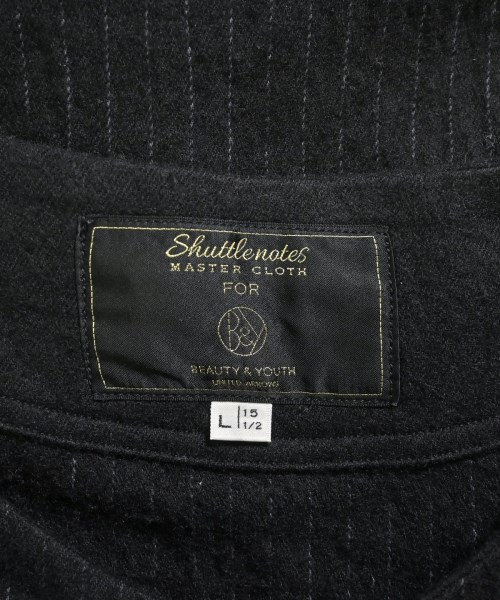 Shuttlenotes
MASTER CLOTH
FOR
B&Y
BEAUTY & YOUTH
UNITED ARROWS
L 15 1/2